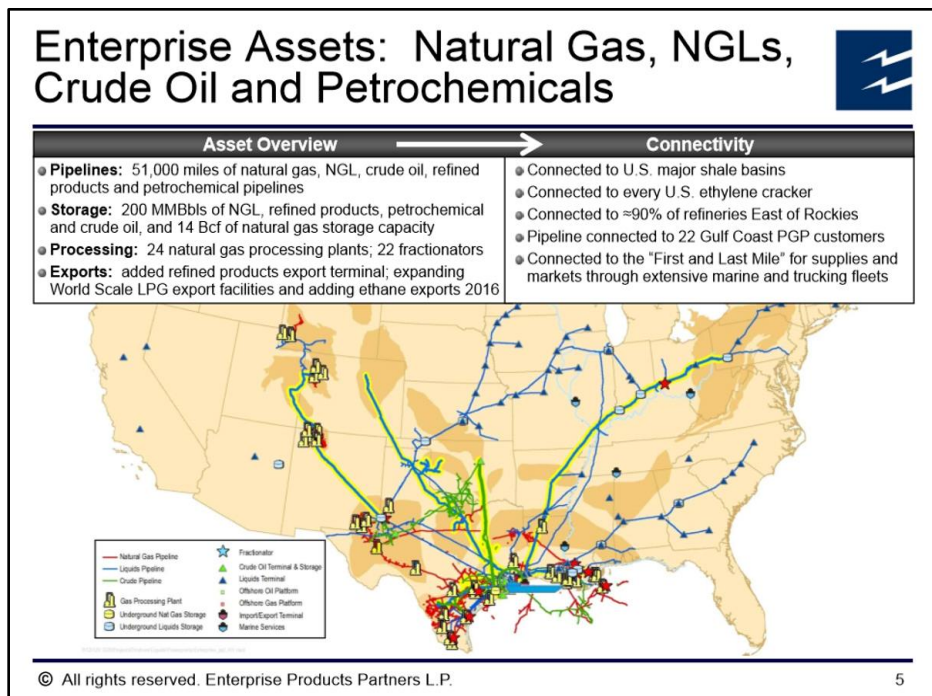 Enterprise Assets:  Natural Gas, NGLs,
Crude Oil and Petrochemicals
Asset Overview
Connectivity
Pipelines:  51,000 miles of natural gas, NGL, crude oil, refined
products and petrochemical pipelines
Storage:  200 MMBbls of NGL, refined products, petrochemical
and crude oil, and 14 Bcf of natural gas storage capacity
Processing:  24 natural gas processing plants; 22 fractionators
Exports:  added refined products export terminal; expanding
World Scale LPG export facilities and adding ethane exports 2016
Connected to U.S. major shale basins
Connected to every U.S. ethylene cracker
Connected to ≈90% of refineries East of Rockies
Pipeline connected to 22 Gulf Coast PGP customers
Connected to the "First and Last Mile" for supplies and
markets through extensive marine and trucking fleets
Natural Gas Pipeline
Liquids Pipeline
Crude Pipeline
Gas Processing Plant
Underground Nat Gas Storage
Underground Liquids Storage
Fractionator
Crude Oil Terminal & Storage
Liquids Terminal
Offshore Oil Platform
Offshore Gas Platform
Import/Export Terminal
Marine Services
© All rights reserved. Enterprise Products Partners L.P.
5